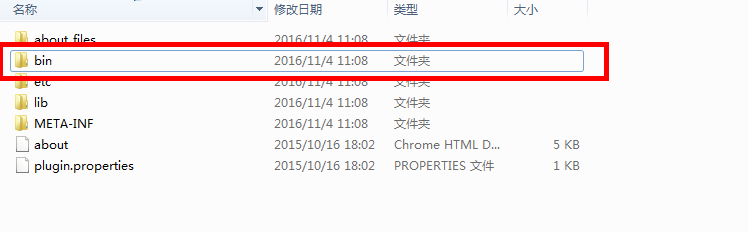 名称 修改日期 类型 大小
about_files 2016/11/4 11:08 文件夹
bin 2016/11/4 11:08 文件夹
etc 2016/11/4 11:08 文件夹
lib 2016/11/4 11:08 文件夹
META-INF 2016/11/4 11:08 文件夹
about 2015/10/16 18:02 Chrome HTML D... 5 KB
plugin.properties 2015/10/16 18:02 PROPERTIES 文件 1 KB